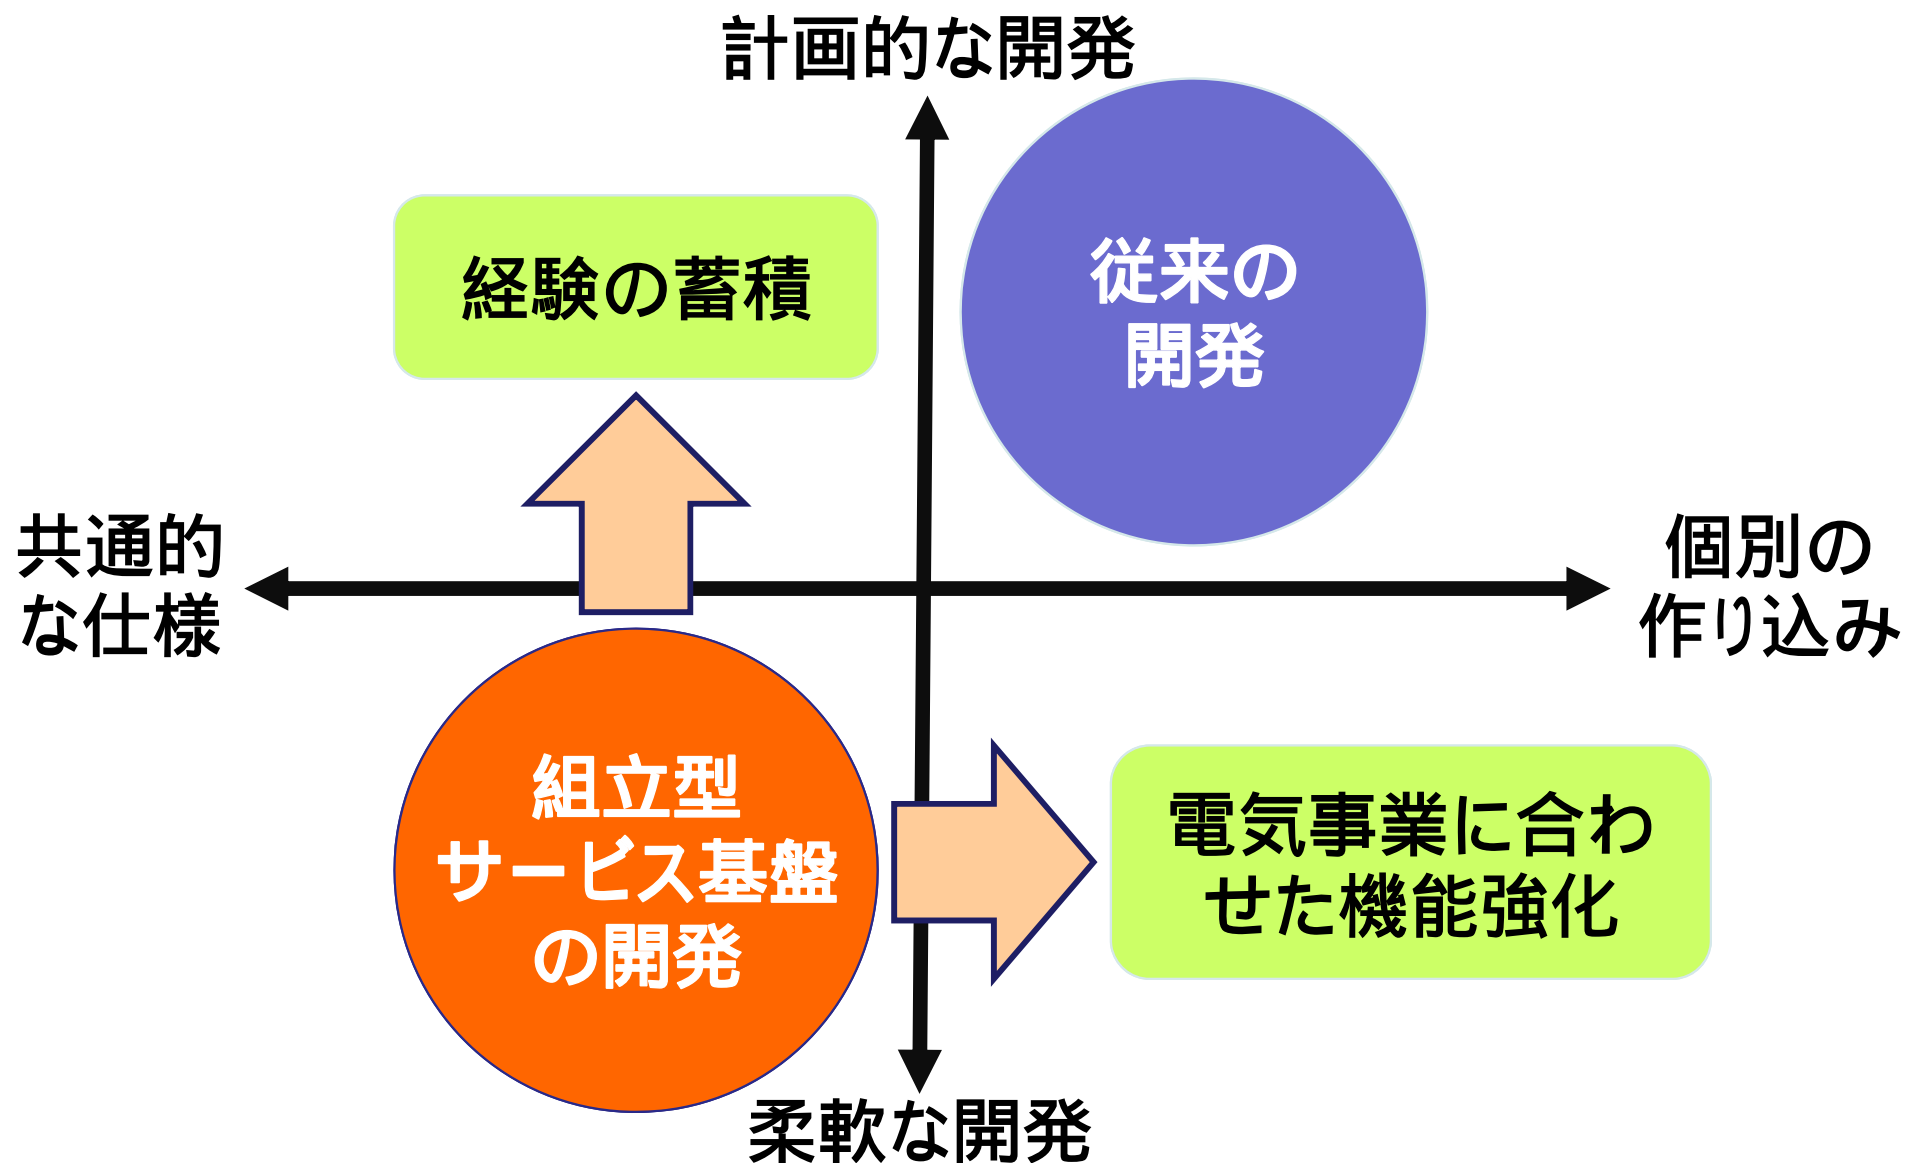 計画的な開発
経験の蓄積
従来の
開発
共通的
な仕様
個別の
作り込み
組立型
サービス基盤
の開発
電気事業に合わ
せた機能強化
柔軟な開発